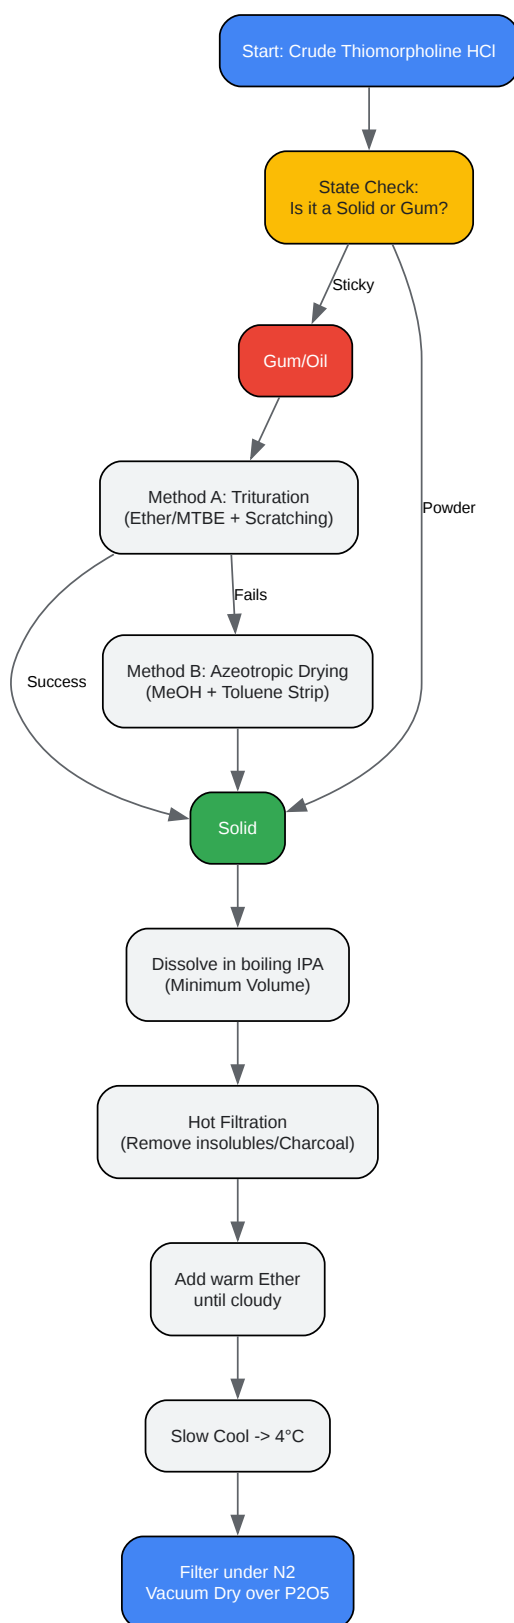 Start: Crude Thiomorpholine HCl
State Check:
Is it a Solid or Gum?
Sticky
Gum/Oil
Method A: Trituration
(Ether/MTBE + Scratching)
Powder
Fails
Method B: Azeotropic Drying
(MeOH + Toluene Strip)
Success
Solid
Dissolve in boiling IPA
(Minimum Volume)
Hot Filtration
(Remove insolubles/Charcoal)
Add warm Ether
until cloudy
Slow Cool -> 4°C
Filter under N2
Vacuum Dry over P2O5